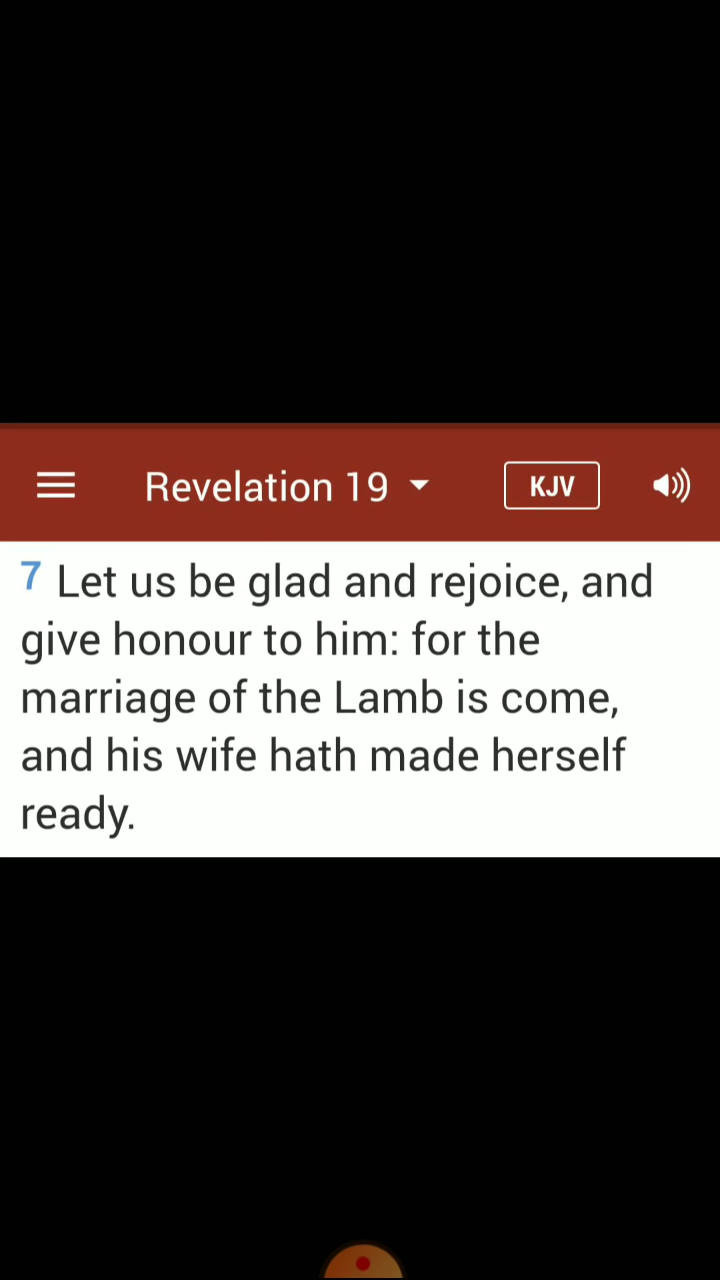 Revelation 19 KJV
7 Let us be glad and rejoice, and
give honour to him: for the
marriage of the Lamb is come,
and his wife hath made herself
ready.